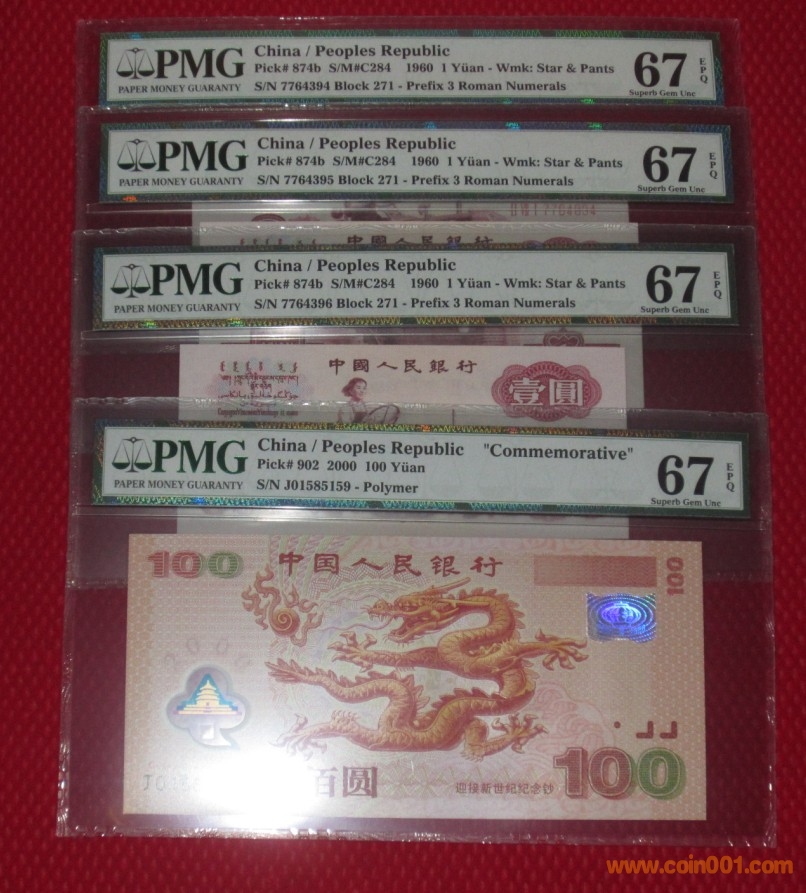 PMG
PAPER MONEY GUARANTY
China / Peoples Republic
Pick# 874b S/M#C284 1960 1 Yüan - Wmk: Star & Pants
S/N 7764394 Block 271 - Prefix 3 Roman Numerals
67 EPQ
Superb Gem Unc
PMG
PAPER MONEY GUARANTY
China / Peoples Republic
Pick# 874b S/M#C284 1960 1 Yüan - Wmk: Star & Pants
S/N 7764395 Block 271 - Prefix 3 Roman Numerals
67 EPQ
Superb Gem Unc
7764394
中國人民銀行
PMG
PAPER MONEY GUARANTY
China / Peoples Republic
Pick# 874b S/M#C284 1960 1 Yüan - Wmk: Star & Pants
S/N 7764396 Block 271 - Prefix 3 Roman Numerals
67 EPQ
Superb Gem Unc
中國人民銀行
壹圓
PMG
PAPER MONEY GUARANTY
China / Peoples Republic "Commemorative"
Pick# 902 2000 100 Yüan
S/N J01585159 - Polymer
67 EPQ
Superb Gem Unc
100 中国人民银行
100
佰圆
迎接新世纪纪念钞
100
www.coin001.com